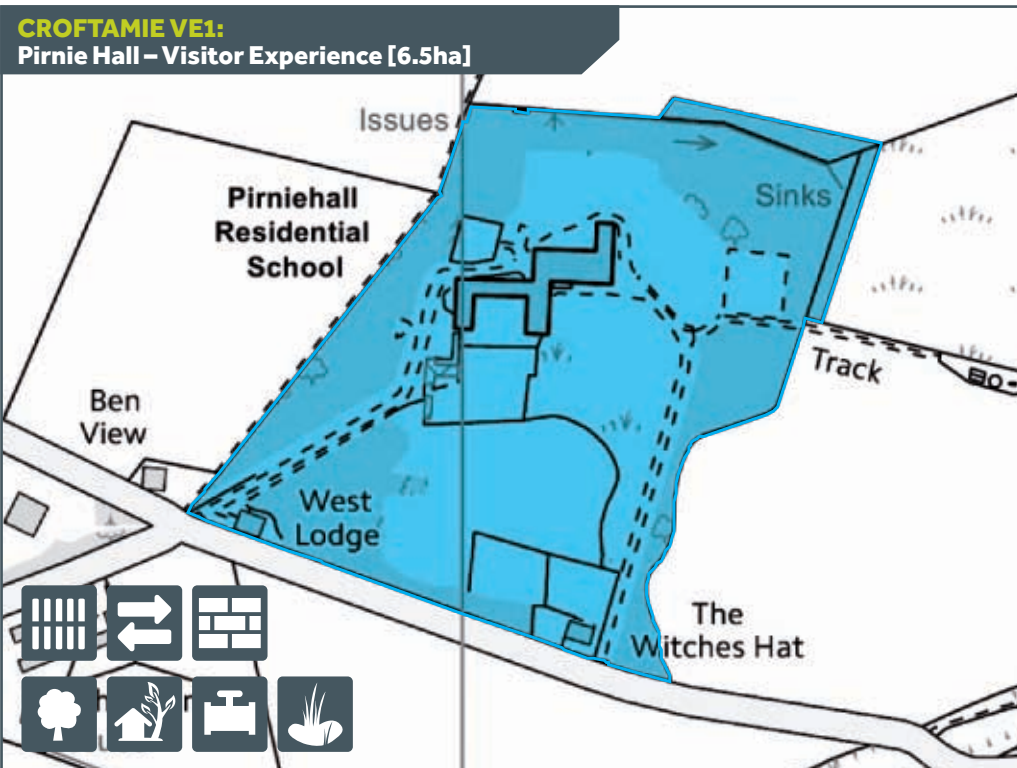 CROFTAMIE VE1:
Pirnie Hall – Visitor Experience [6.5ha]
Issues
Pirniehall
Residential
School
Sinks
Track
Ben
View
West
Lodge
The
Witches Hat